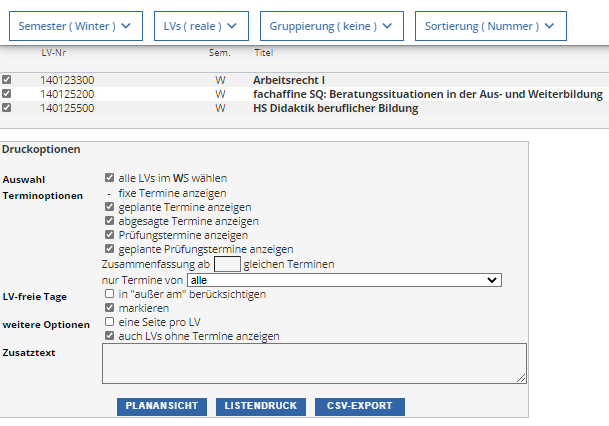 Semester ( Winter ) LVs ( reale ) Gruppierung ( keine ) Sortierung ( Nummer )
LV-Nr Sem. Titel
140123300 W Arbeitsrecht I
140125200 W fachaffine SQ: Beratungssituationen in der Aus- und Weiterbildung
140125500 W HS Didaktik beruflicher Bildung
Druckoptionen
Auswahl alle LVs im WS wählen
Terminoptionen - fixe Termine anzeigen
geplante Termine anzeigen
abgesagte Termine anzeigen
Prüfungstermine anzeigen
geplante Prüfungstermine anzeigen
Zusammenfassung ab gleichen Terminen
nur Termine von alle
LV-freie Tage in "außer am" berücksichtigen
markieren
weitere Optionen eine Seite pro LV
auch LVs ohne Termine anzeigen
Zusatztext
PLANANSICHT LISTENDRUCK CSV-EXPORT